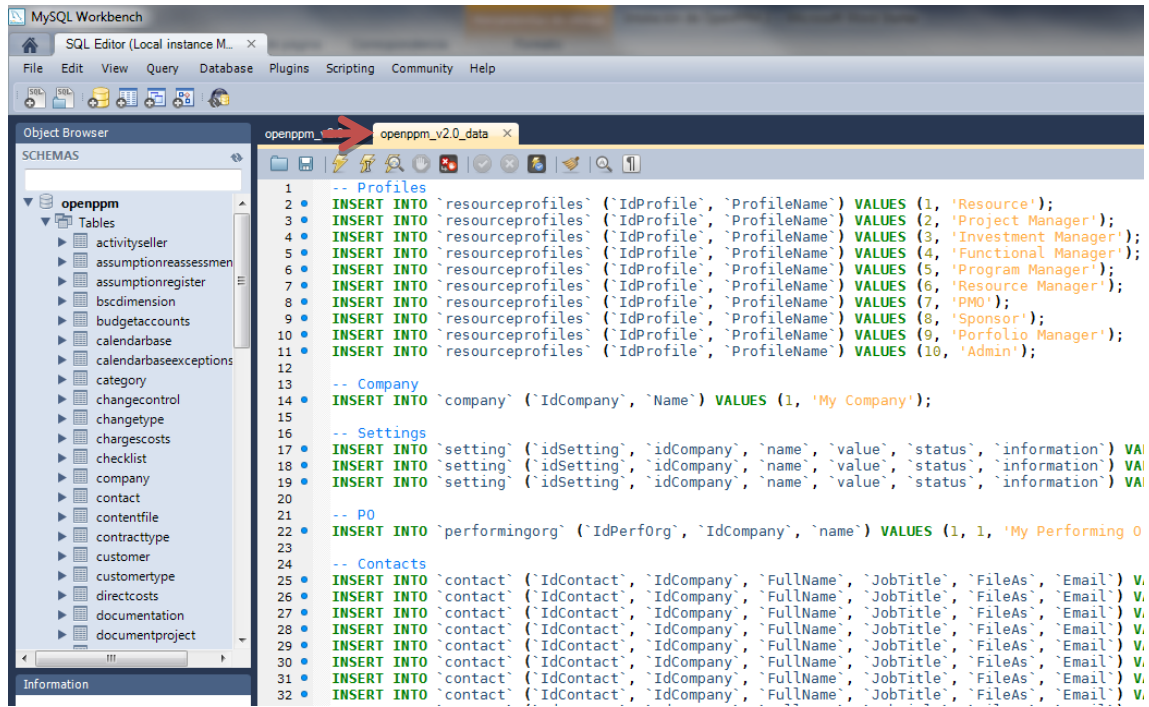 MySQL Workbench
SQL Editor (Local instance M...
File Edit View Query Database Plugins Scripting Community Help
Object Browser
SCHEMAS
openppm
Tables
activityseller
assumptionreassessmen
assumptionregister
bscdimension
budgetaccounts
calendarbase
calendarbaseexceptions
category
changecontrol
changetype
chargescosts
checklist
company
contact
contentfile
contracttype
customer
customertype
directcosts
documentation
documentproject
Information
openppm_v openppm_v2.0_data
1 -- Profiles
2 INSERT INTO `resourceprofiles` (`IdProfile`, `ProfileName`) VALUES (1, 'Resource');
3 INSERT INTO `resourceprofiles` (`IdProfile`, `ProfileName`) VALUES (2, 'Project Manager');
4 INSERT INTO `resourceprofiles` (`IdProfile`, `ProfileName`) VALUES (3, 'Investment Manager');
5 INSERT INTO `resourceprofiles` (`IdProfile`, `ProfileName`) VALUES (4, 'Functional Manager');
6 INSERT INTO `resourceprofiles` (`IdProfile`, `ProfileName`) VALUES (5, 'Program Manager');
7 INSERT INTO `resourceprofiles` (`IdProfile`, `ProfileName`) VALUES (6, 'Resource Manager');
8 INSERT INTO `resourceprofiles` (`IdProfile`, `ProfileName`) VALUES (7, 'PMO');
9 INSERT INTO `resourceprofiles` (`IdProfile`, `ProfileName`) VALUES (8, 'Sponsor');
10 INSERT INTO `resourceprofiles` (`IdProfile`, `ProfileName`) VALUES (9, 'Porfolio Manager');
11 INSERT INTO `resourceprofiles` (`IdProfile`, `ProfileName`) VALUES (10, 'Admin');
12
13 -- Company
14 INSERT INTO `company` (`IdCompany`, `Name`) VALUES (1, 'My Company');
15
16 -- Settings
17 INSERT INTO `setting` (`idSetting`, `idCompany`, `name`, `value`, `status`, `information`) VA
18 INSERT INTO `setting` (`idSetting`, `idCompany`, `name`, `value`, `status`, `information`) VA
19 INSERT INTO `setting` (`idSetting`, `idCompany`, `name`, `value`, `status`, `information`) VA
20
21 -- PO
22 INSERT INTO `performingorg` (`IdPerfOrg`, `IdCompany`, `name`) VALUES (1, 1, 'My Performing O
23
24 -- Contacts
25 INSERT INTO `contact` (`IdContact`, `IdCompany`, `FullName`, `JobTitle`, `FileAs`, `Email`) V
26 INSERT INTO `contact` (`IdContact`, `IdCompany`, `FullName`, `JobTitle`, `FileAs`, `Email`) V
27 INSERT INTO `contact` (`IdContact`, `IdCompany`, `FullName`, `JobTitle`, `FileAs`, `Email`) V
28 INSERT INTO `contact` (`IdContact`, `IdCompany`, `FullName`, `JobTitle`, `FileAs`, `Email`) V
29 INSERT INTO `contact` (`IdContact`, `IdCompany`, `FullName`, `JobTitle`, `FileAs`, `Email`) V
30 INSERT INTO `contact` (`IdContact`, `IdCompany`, `FullName`, `JobTitle`, `FileAs`, `Email`) V
31 INSERT INTO `contact` (`IdContact`, `IdCompany`, `FullName`, `JobTitle`, `FileAs`, `Email`) V
32 INSERT INTO `contact` (`IdContact`, `IdCompany`, `FullName`, `JobTitle`, `FileAs`, `Email`) V